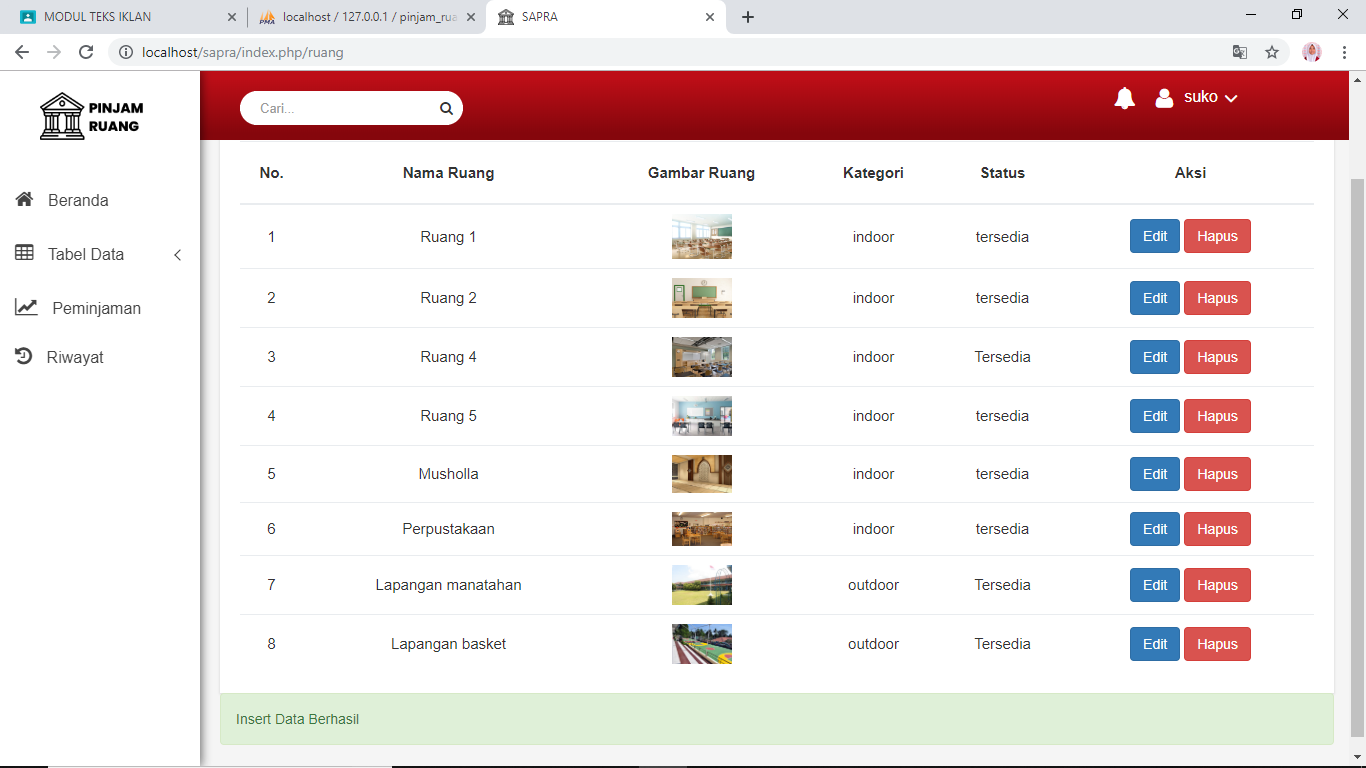 MODUL TEKS IKLAN
localhost / 127.0.0.1 / pinjam_rua
SAPRA
localhost/sapra/index.php/ruang
PINJAM
RUANG
Cari...
suko
Beranda
Tabel Data
Peminjaman
Riwayat
No. Nama Ruang Gambar Ruang Kategori Status Aksi
1 Ruang 1 indoor tersedia Edit Hapus
2 Ruang 2 indoor tersedia Edit Hapus
3 Ruang 4 indoor Tersedia Edit Hapus
4 Ruang 5 indoor tersedia Edit Hapus
5 Musholla indoor tersedia Edit Hapus
6 Perpustakaan indoor tersedia Edit Hapus
7 Lapangan manatahan outdoor Tersedia Edit Hapus
8 Lapangan basket outdoor Tersedia Edit Hapus
Insert Data Berhasil